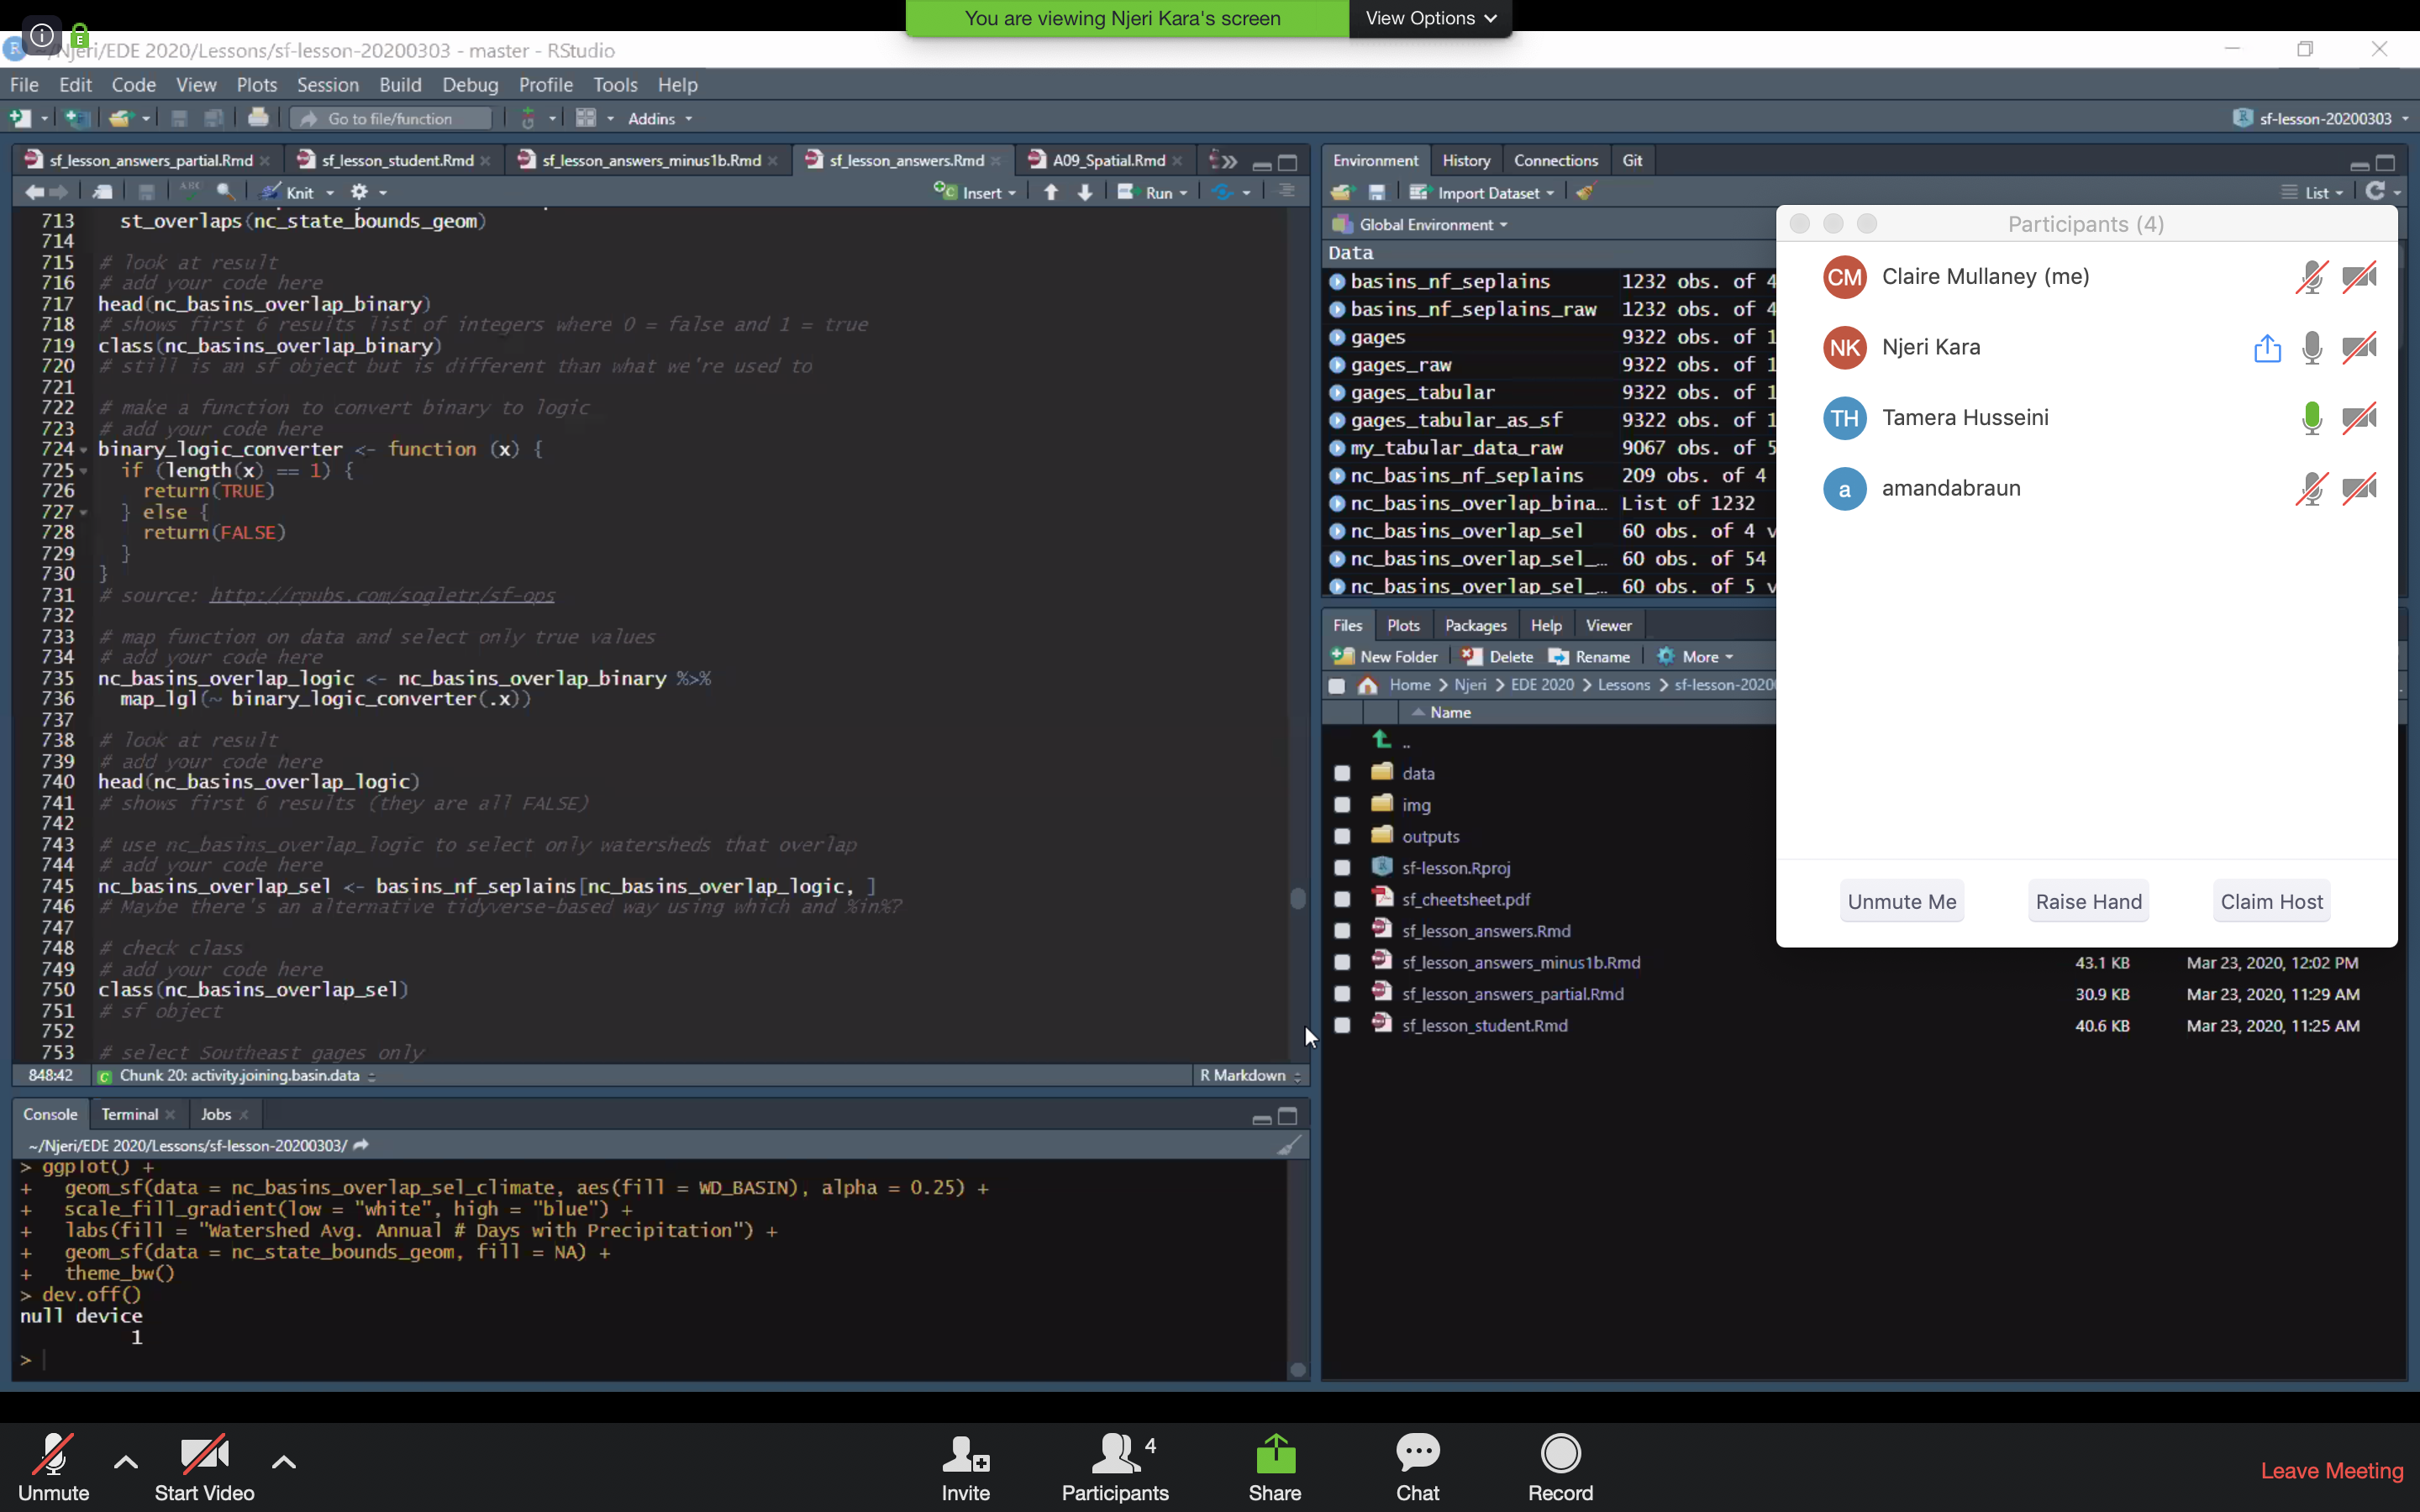 You are viewing Njeri Kara's screen
View Options
Njeri/EDE 2020/Lessons/sf-lesson-20200303 - master - RStudio
File Edit Code View Plots Session Build Debug Profile Tools Help
Go to file/function
Addins
sf-lesson-20200303
sf_lesson_answers_partial.Rmd
sf_lesson_student.Rmd
sf_lesson_answers_minus1b.Rmd
sf_lesson_answers.Rmd
A09_Spatial.Rmd
ABC
Knit
Insert
Run
713 st_overlaps(nc_state_bounds_geom)
714
715 # look at result
716 # add your code here
717 head(nc_basins_overlap_binary)
718 # shows first 6 results list of integers where 0 = false and 1 = true
719 class(nc_basins_overlap_binary)
720 # still is an sf object but is different than what we're used to
721
722 # make a function to convert binary to logic
723 # add your code here
724 binary_logic_converter <- function (x) {
725 if (length(x) == 1) {
726 return(TRUE)
727 } else {
728 return(FALSE)
729 }
730 }
731 # source: http://rpubs.com/sogletr/sf-ops
732
733 # map function on data and select only true values
734 # add your code here
735 nc_basins_overlap_logic <- nc_basins_overlap_binary %>%
736 map_lgl(~ binary_logic_converter(.x))
737
738 # look at result
739 # add your code here
740 head(nc_basins_overlap_logic)
741 # shows first 6 results (they are all FALSE)
742
743 # use nc_basins_overlap_logic to select only watersheds that overlap
744 # add your code here
745 nc_basins_overlap_sel <- basins_nf_seplains[nc_basins_overlap_logic, ]
746 # Maybe there's an alternative tidyverse-based way using which and %in%?
747
748 # check class
749 # add your code here
750 class(nc_basins_overlap_sel)
751 # sf object
752
753 # select Southeast gages only
848:42
Chunk 20: activity.joining.basin.data
R Markdown
Console Terminal Jobs
~/Njeri/EDE 2020/Lessons/sf-lesson-20200303/
> ggplot() +
+ geom_sf(data = nc_basins_overlap_sel_climate, aes(fill = WD_BASIN), alpha = 0.25) +
+ scale_fill_gradient(low = "white", high = "blue") +
+ labs(fill = "Watershed Avg. Annual # Days with Precipitation") +
+ geom_sf(data = nc_state_bounds_geom, fill = NA) +
+ theme_bw()
> dev.off()
null device
1
>
Environment History Connections Git
Import Dataset
List
Global Environment
Data
basins_nf_seplains 1232 obs. of 4
basins_nf_seplains_raw 1232 obs. of 4
gages 9322 obs. of 1
gages_raw 9322 obs. of 1
gages_tabular 9322 obs. of 1
gages_tabular_as_sf 9322 obs. of 1
my_tabular_data_raw 9067 obs. of 5
nc_basins_nf_seplains 209 obs. of 4
nc_basins_overlap_bina… List of 1232
nc_basins_overlap_sel 60 obs. of 4 v
nc_basins_overlap_sel_… 60 obs. of 54
nc_basins_overlap_sel_… 60 obs. of 5 v
Files Plots Packages Help Viewer
New Folder Delete Rename More
Home Njeri EDE 2020 Lessons sf-lesson-2020
Name
..
data
img
outputs
sf-lesson.Rproj
sf_cheetsheet.pdf
sf_lesson_answers.Rmd
sf_lesson_answers_minus1b.Rmd 43.1 KB Mar 23, 2020, 12:02 PM
sf_lesson_answers_partial.Rmd 30.9 KB Mar 23, 2020, 11:29 AM
sf_lesson_student.Rmd 40.6 KB Mar 23, 2020, 11:25 AM
Participants (4)
CM Claire Mullaney (me)
NK Njeri Kara
TH Tamera Husseini
a amandabraun
Unmute Me
Raise Hand
Claim Host
Unmute
Start Video
Invite
4
Participants
Share
Chat
Record
Leave Meeting